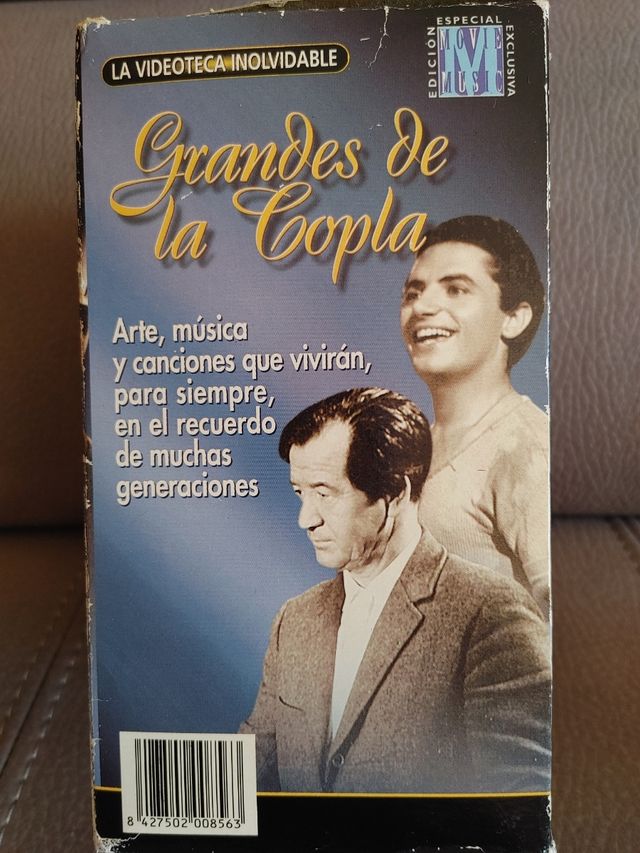 LA VIDEOTECA INOLVIDABLE
EDICIÓN
ESPECIAL
EXCLUSIVA
MOVIE
M
MUSIC
Grandes de
la Copla
Arte, música
y canciones que vivirán,
para siempre,
en el recuerdo
de muchas
generaciones
8 427502 008563